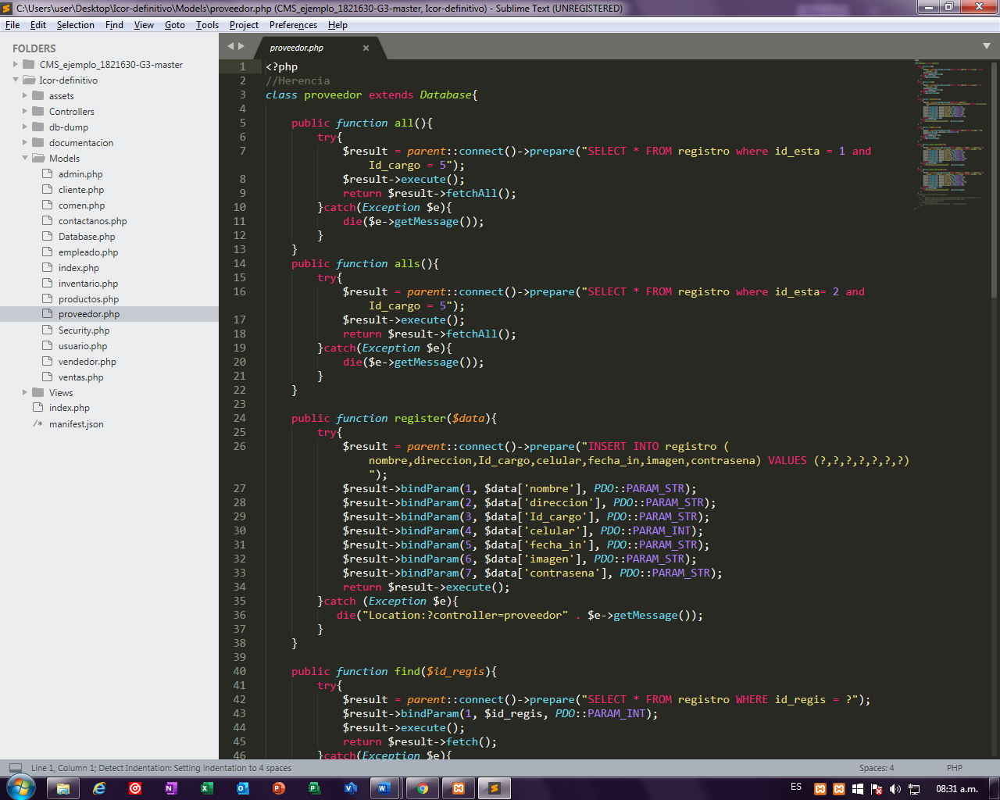 C:\Users\user\Desktop\Icor-definitivo\Models\proveedor.php (CMS_ejemplo_1821630-G3-master, Icor-definitivo) - Sublime Text (UNREGISTERED)
File Edit Selection Find View Goto Tools Project Preferences Help
FOLDERS
CMS_ejemplo_1821630-G3-master
Icor-definitivo
assets
Controllers
db-dump
documentacion
Models
admin.php
cliente.php
comen.php
contactanos.php
Database.php
empleado.php
index.php
inventario.php
productos.php
proveedor.php
Security.php
usuario.php
vendedor.php
ventas.php
Views
index.php
/* manifest.json
proveedor.php ×
1 <?php
2 //Herencia
3 class proveedor extends Database{
4
5 public function all(){
6 try{
7 $result = parent::connect()->prepare("SELECT * FROM registro where id_esta = 1 and
Id_cargo = 5");
8 $result->execute();
9 return $result->fetchAll();
10 }catch(Exception $e){
11 die($e->getMessage());
12 }
13 }
14 public function alls(){
15 try{
16 $result = parent::connect()->prepare("SELECT * FROM registro where id_esta= 2 and
Id_cargo = 5");
17 $result->execute();
18 return $result->fetchAll();
19 }catch(Exception $e){
20 die($e->getMessage());
21 }
22 }
23
24 public function register($data){
25 try{
26 $result = parent::connect()->prepare("INSERT INTO registro (
nombre,direccion,Id_cargo,celular,fecha_in,imagen,contrasena) VALUES (?,?,?,?,?,?,?)
");
27 $result->bindParam(1, $data['nombre'], PDO::PARAM_STR);
28 $result->bindParam(2, $data['direccion'], PDO::PARAM_STR);
29 $result->bindParam(3, $data['Id_cargo'], PDO::PARAM_STR);
30 $result->bindParam(4, $data['celular'], PDO::PARAM_INT);
31 $result->bindParam(5, $data['fecha_in'], PDO::PARAM_STR);
32 $result->bindParam(6, $data['imagen'], PDO::PARAM_STR);
33 $result->bindParam(7, $data['contrasena'], PDO::PARAM_STR);
34 return $result->execute();
35 }catch (Exception $e){
36 die("Location:?controller=proveedor" . $e->getMessage());
37 }
38 }
39
40 public function find($id_regis){
41 try{
42 $result = parent::connect()->prepare("SELECT * FROM registro WHERE id_regis = ?");
43 $result->bindParam(1, $id_regis, PDO::PARAM_INT);
44 $result->execute();
45 return $result->fetch();
46 }catch(Exception $e){
Line 1, Column 1; Detect Indentation: Setting indentation to 4 spaces Spaces: 4 PHP
ES 08:31 a.m.